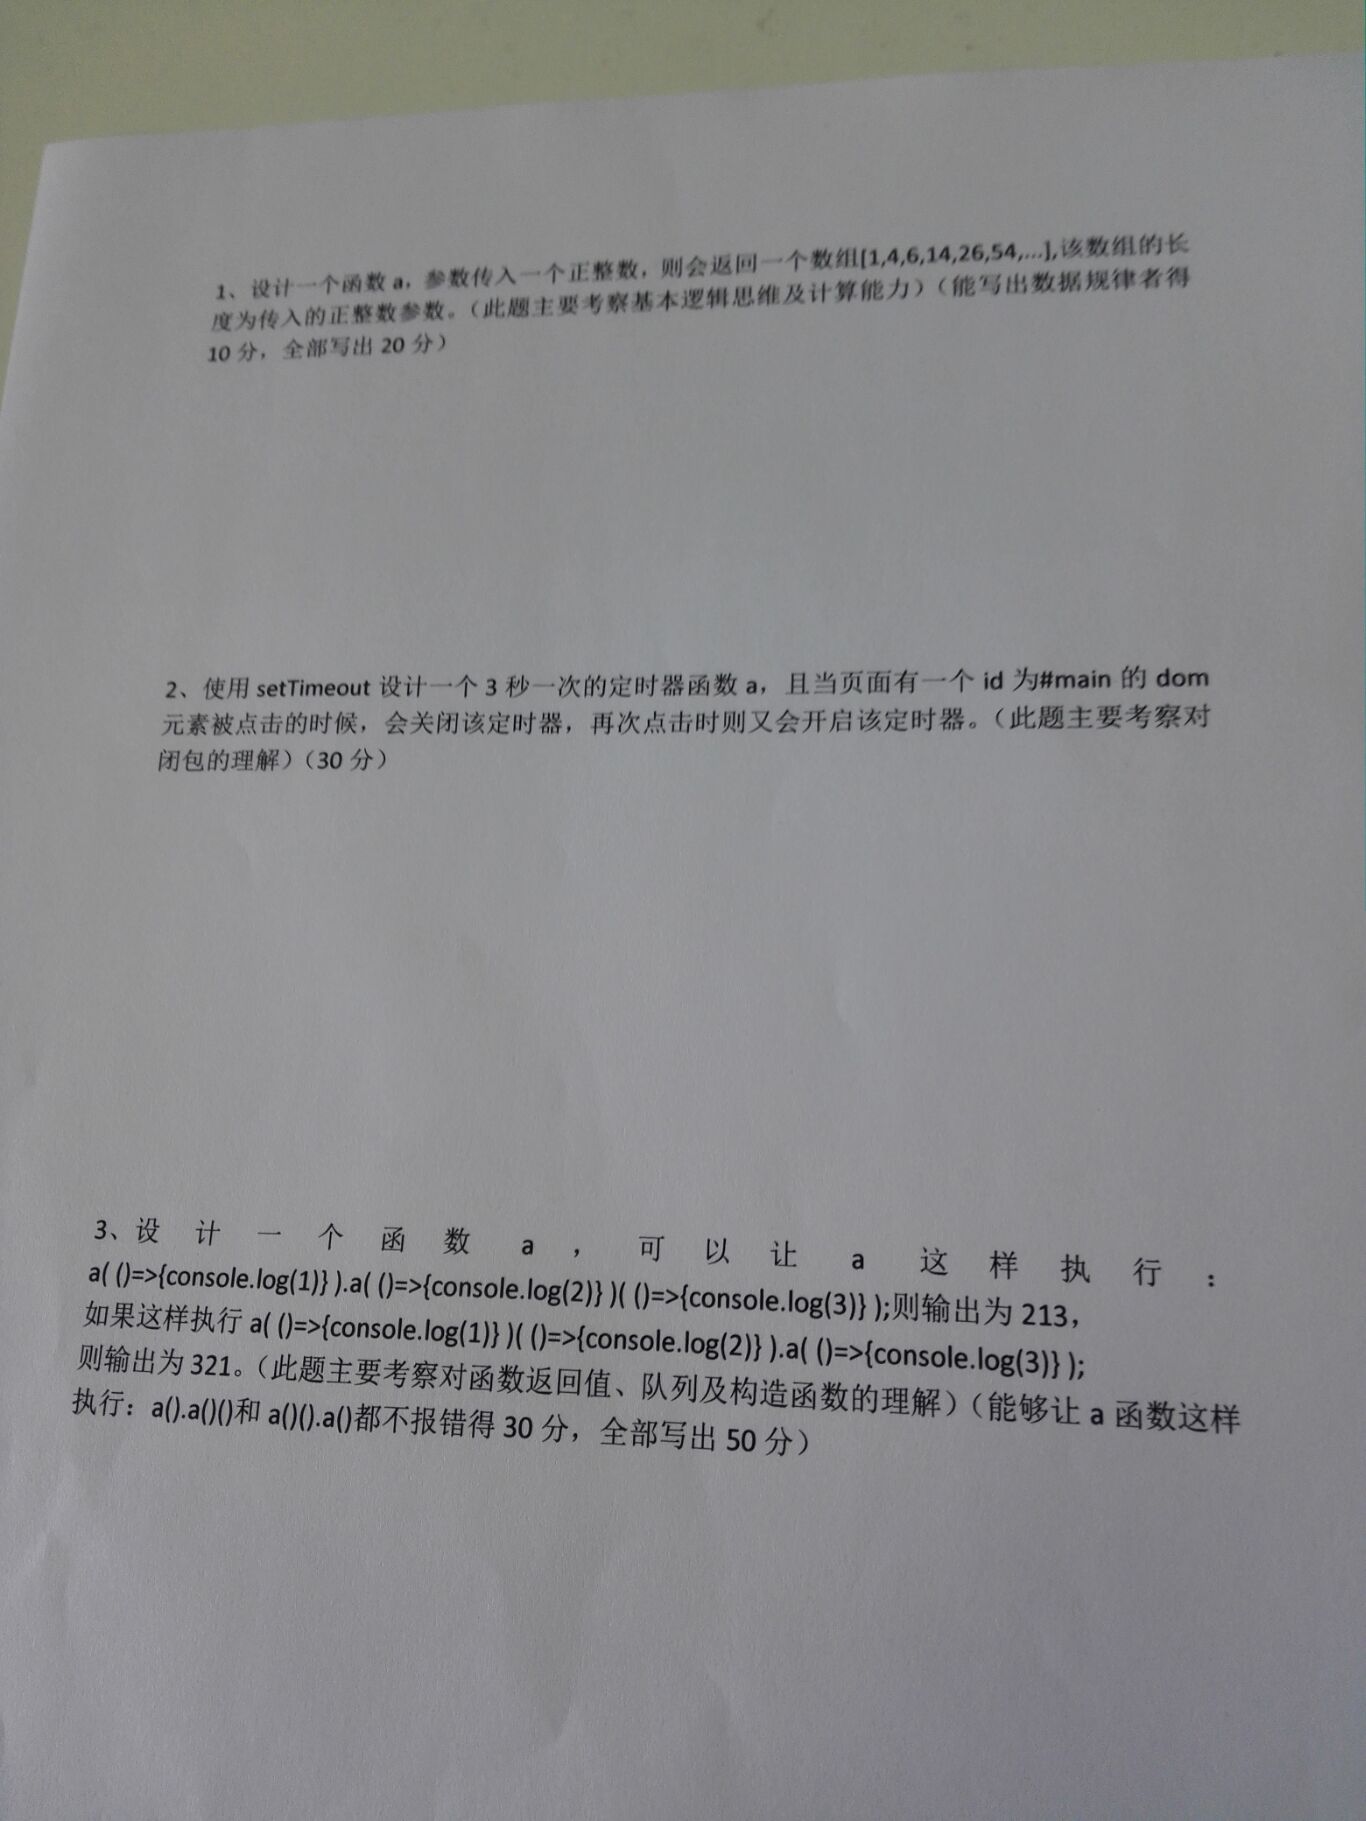 1、设计一个函数 a，参数传入一个正整数，则会返回一个数组[1,4,6,14,26,54,...],该数组的长
度为传入的正整数参数。（此题主要考察基本逻辑思维及计算能力）（能写出数据规律者得
10 分，全部写出 20 分）
2、使用 setTimeout 设计一个 3 秒一次的定时器函数 a，且当页面有一个 id 为#main 的 dom
元素被点击的时候，会关闭该定时器，再次点击时则又会开启该定时器。（此题主要考察对
闭包的理解）（30 分）
3、设 计 一 个 函 数 a ， 可 以 让 a 这 样 执 行 ：
a( ()=>{console.log(1)} ).a( ()=>{console.log(2)} )( ()=>{console.log(3)} );则输出为 213，
如果这样执行 a( ()=>{console.log(1)} )( ()=>{console.log(2)} ).a( ()=>{console.log(3)} );
则输出为 321。（此题主要考察对函数返回值、队列及构造函数的理解）（能够让 a 函数这样
执行：a().a()()和 a()().a()都不报错得 30 分，全部写出 50 分）